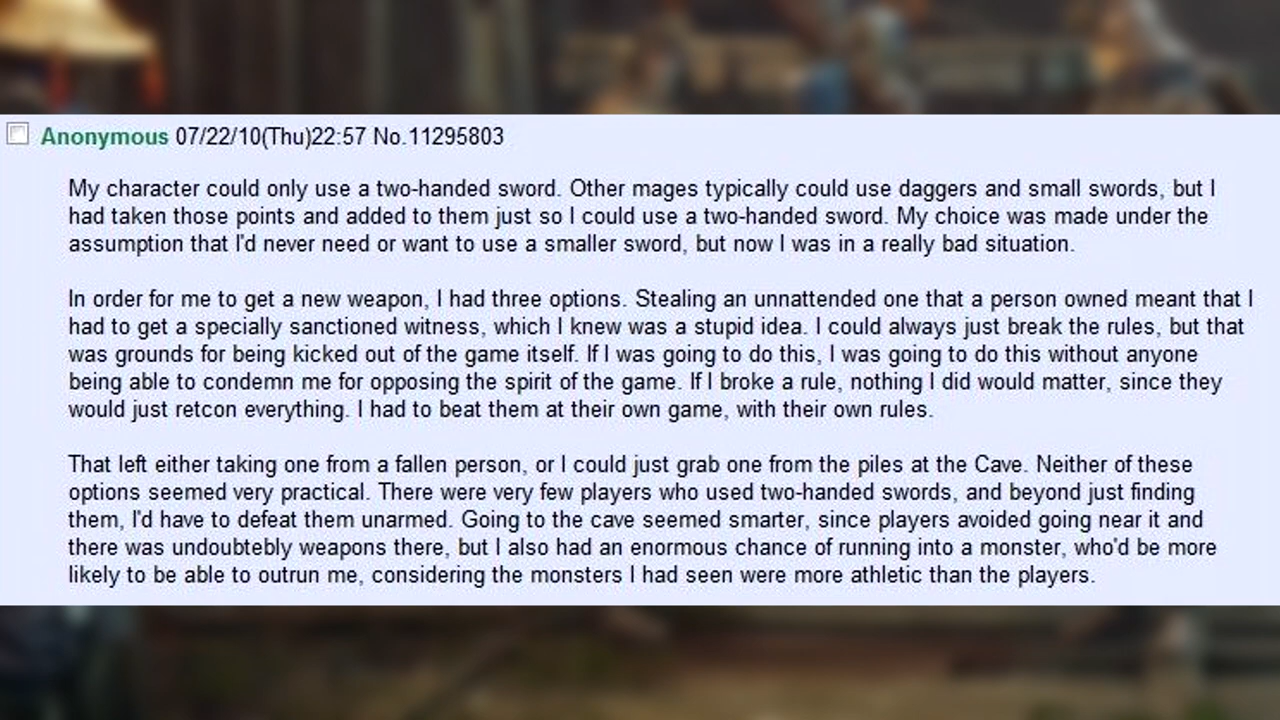 Anonymous 07/22/10(Thu)22:57 No.11295803
My character could only use a two-handed sword. Other mages typically could use daggers and small swords, but I
had taken those points and added to them just so I could use a two-handed sword. My choice was made under the
assumption that I'd never need or want to use a smaller sword, but now I was in a really bad situation.
In order for me to get a new weapon, I had three options. Stealing an unnattended one that a person owned meant that I
had to get a specially sanctioned witness, which I knew was a stupid idea. I could always just break the rules, but that
was grounds for being kicked out of the game itself. If I was going to do this, I was going to do this without anyone
being able to condemn me for opposing the spirit of the game. If I broke a rule, nothing I did would matter, since they
would just retcon everything. I had to beat them at their own game, with their own rules.
That left either taking one from a fallen person, or I could just grab one from the piles at the Cave. Neither of these
options seemed very practical. There were very few players who used two-handed swords, and beyond just finding
them, I'd have to defeat them unarmed. Going to the cave seemed smarter, since players avoided going near it and
there was undoubtebly weapons there, but I also had an enormous chance of running into a monster, who'd be more
likely to be able to outrun me, considering the monsters I had seen were more athletic than the players.